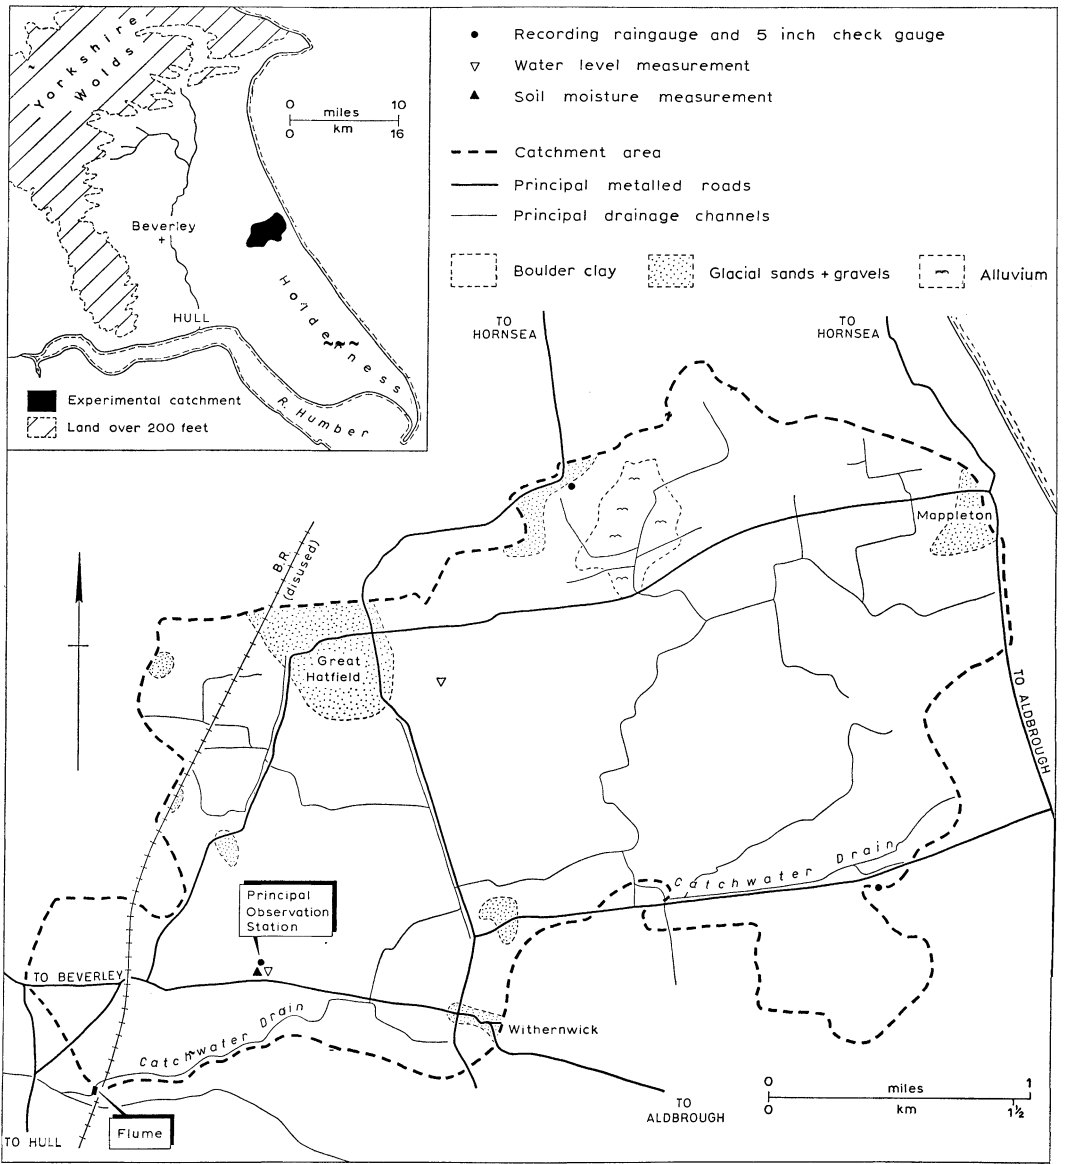 Yorkshire
Wolds
0 10
miles
km
0 16
Beverley
HULL
Holderness
R. Humber
Experimental catchment
Land over 200 feet
Recording raingauge and 5 inch check gauge
Water level measurement
Soil moisture measurement
Catchment area
Principal metalled roads
Principal drainage channels
Boulder clay
Glacial sands + gravels
Alluvium
TO
HORNSEA
TO
HORNSEA
Mappleton
B.R.
(disused)
Great
Hatfield
TO ALDBROUGH
Catchwater Drain
Principal
Observation
Station
TO BEVERLEY
Catchwater Drain
Withernwick
0 1
miles
km
0 1½
TO
ALDBROUGH
Flume
TO HULL